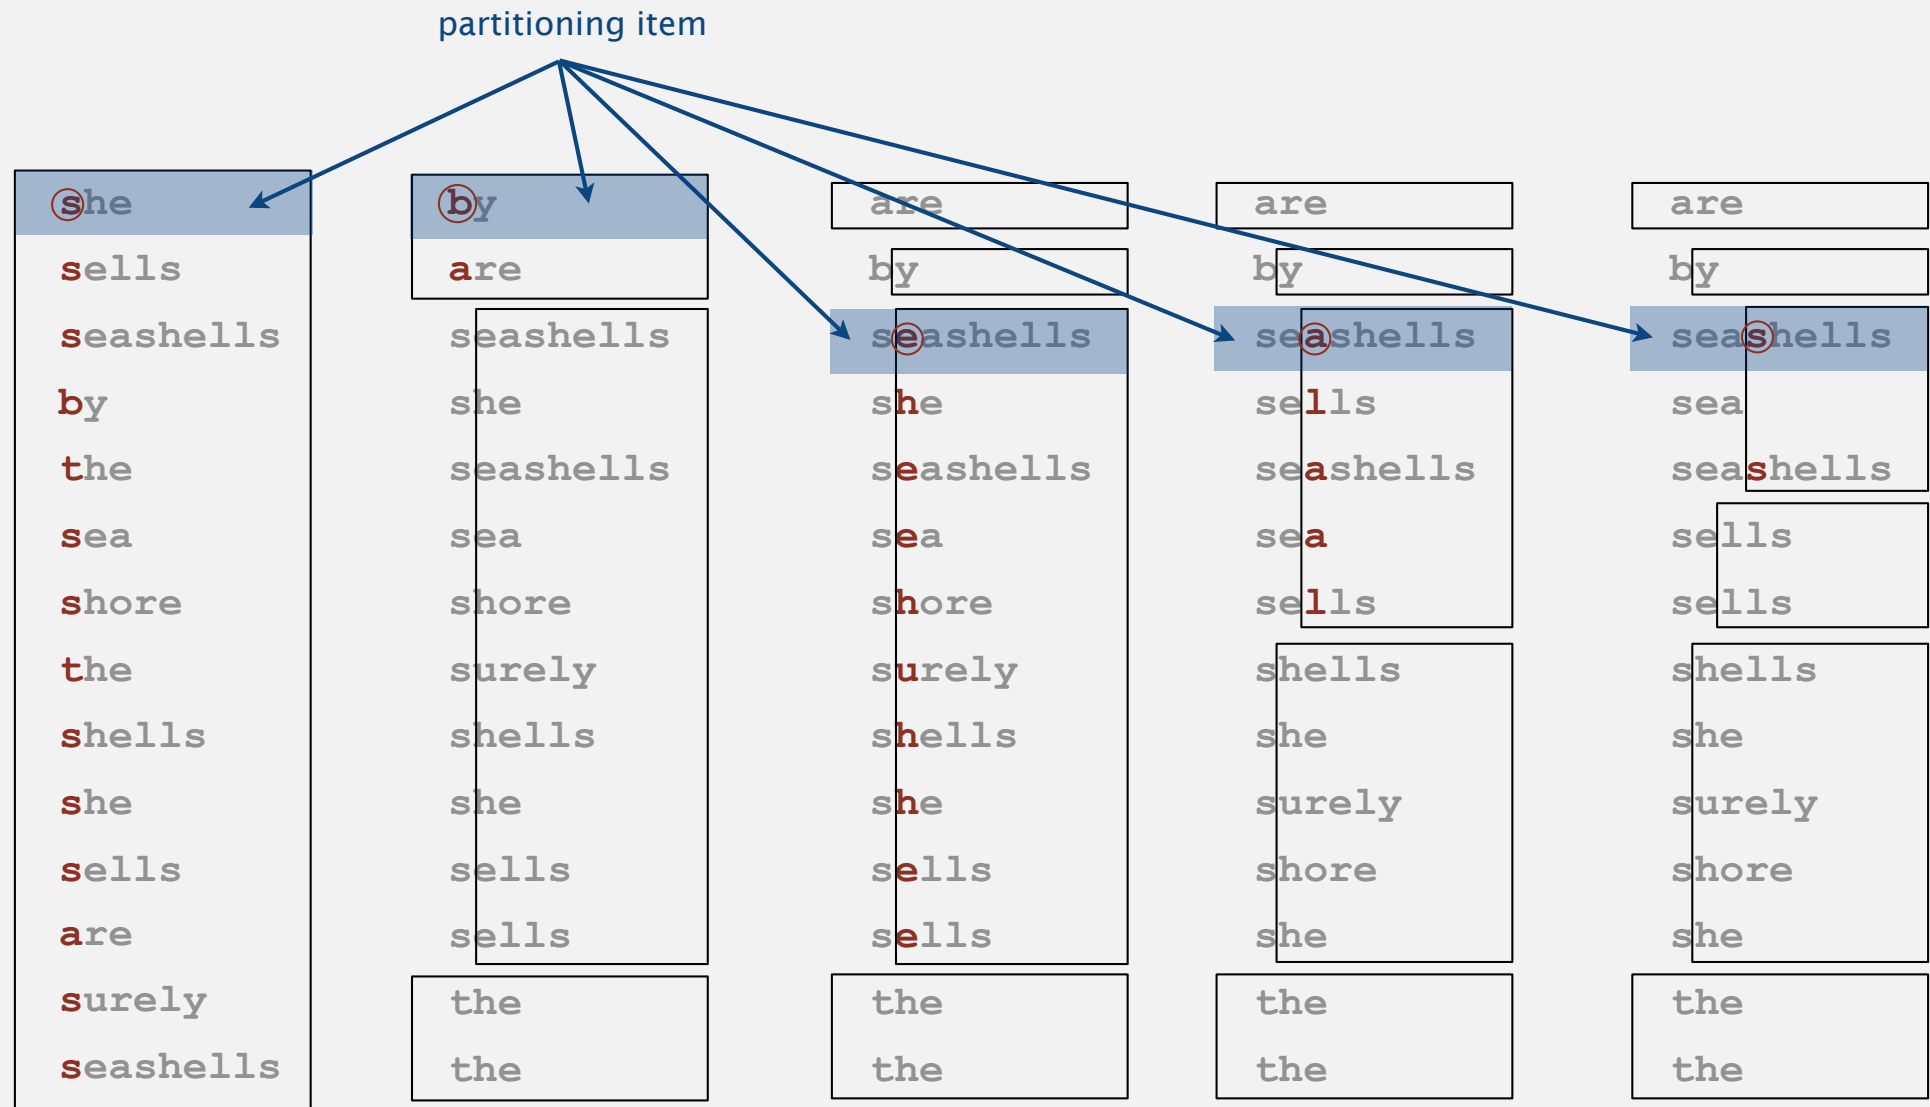 partitioning item
she by are are are
sells are by by by
seashells seashells seashells seashells seashells
by she she sells sea
the seashells seashells seashells seashells
sea sea sea sea sells
shore shore shore sells sells
the surely surely shells shells
shells shells shells she she
she she she surely surely
sells sells sells shore shore
are sells sells she she
surely the the the the
seashells the the the the